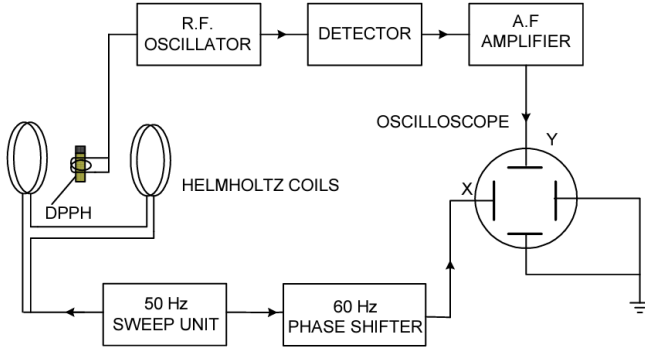 R.F.
OSCILLATOR
DETECTOR
A.F
AMPLIFIER
OSCILLOSCOPE
Y
X
HELMHOLTZ COILS
DPPH
50 Hz
SWEEP UNIT
60 Hz
PHASE SHIFTER